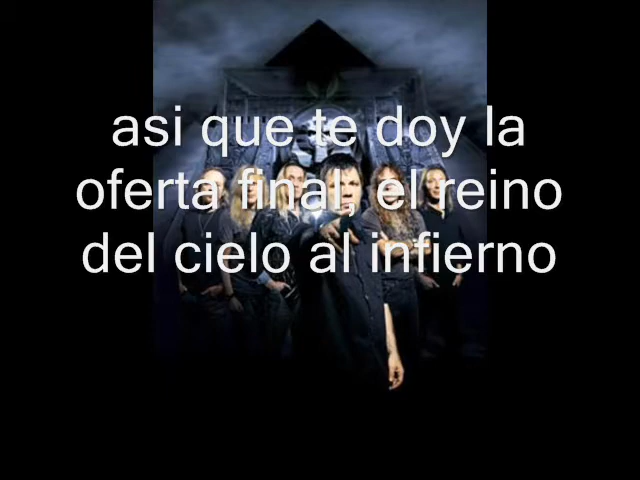 asi que te doy la
oferta final, el reino
del cielo al infierno